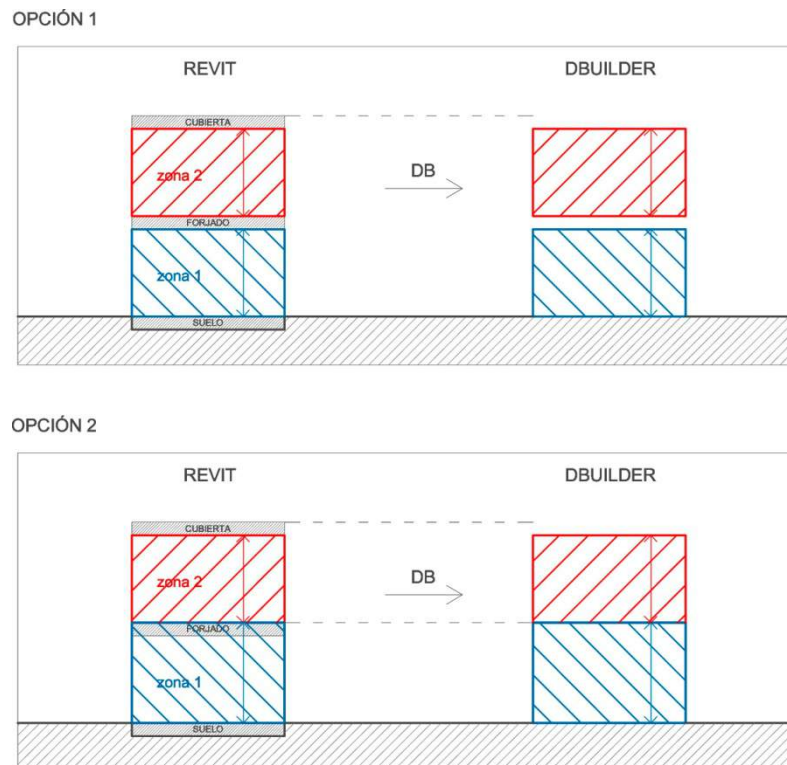 OPCIÓN 1
REVIT DBUILDER
CUBIERTA
zona 2
DB
FORJADO
zona 1
SUELO
OPCIÓN 2
REVIT DBUILDER
CUBIERTA
zona 2
DB
FORJADO
zona 1
SUELO